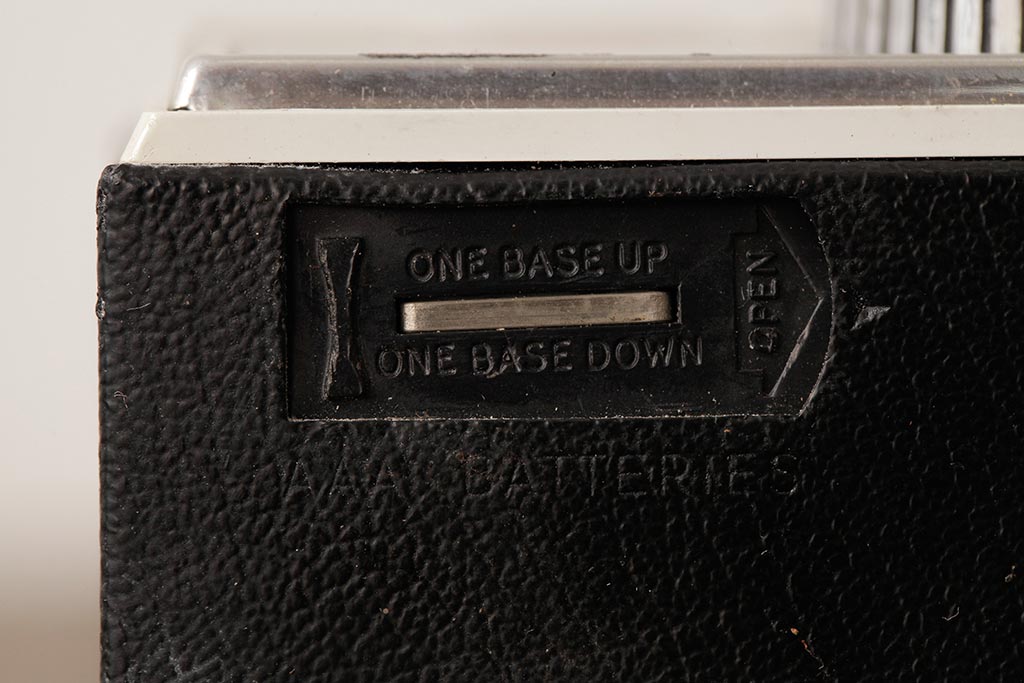 ONE BASE UP
ONE BASE DOWN
OPEN
AAA BATTERIES